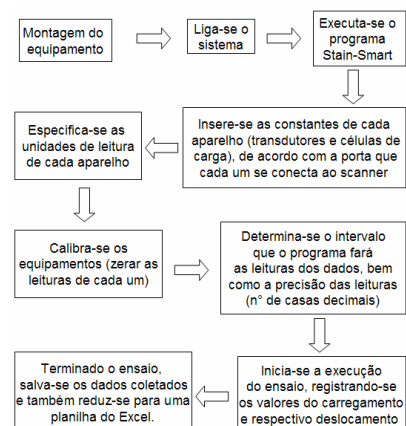 Montagem do
equipamento
Liga-se o
sistema
Executa-se o
programa
Stain-Smart
Insere-se as constantes de cada
aparelho (transdutores e células de
carga), de acordo com a porta que
cada um se conecta ao scanner
Especifica-se as
unidades de leitura
de cada aparelho
Calibra-se os
equipamentos (zerar as
leituras de cada um)
Determina-se o intervalo
que o programa fará
as leituras dos dados, bem
como a precisão das leituras
(n° de casas decimais)
Inicia-se a execução
do ensaio, registrando-se
os valores do carregamento
e respectivo deslocamento
Terminado o ensaio,
salva-se os dados coletados
e também reduz-se para uma
planilha do Excel.